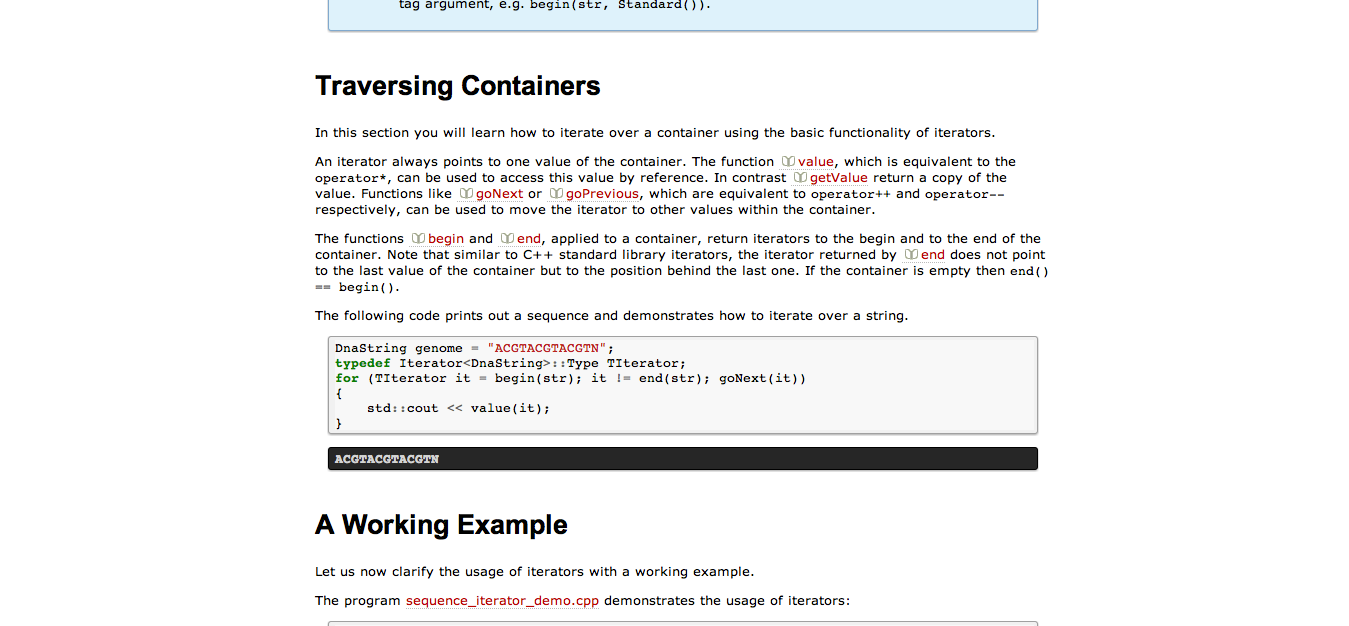 tag argument, e.g. begin(str, Standard()).
Traversing Containers
In this section you will learn how to iterate over a container using the basic functionality of iterators.
An iterator always points to one value of the container. The function value, which is equivalent to the
operator*, can be used to access this value by reference. In contrast getValue return a copy of the
value. Functions like goNext or goPrevious, which are equivalent to operator++ and operator--
respectively, can be used to move the iterator to other values within the container.
The functions begin and end, applied to a container, return iterators to the begin and to the end of the
container. Note that similar to C++ standard library iterators, the iterator returned by end does not point
to the last value of the container but to the position behind the last one. If the container is empty then end()
== begin().
The following code prints out a sequence and demonstrates how to iterate over a string.
DnaString genome = "ACGTACGTACGTN";
typedef Iterator<DnaString>::Type TIterator;
for (TIterator it = begin(str); it != end(str); goNext(it))
{
    std::cout << value(it);
}
ACGTACGTACGTN
A Working Example
Let us now clarify the usage of iterators with a working example.
The program sequence_iterator_demo.cpp demonstrates the usage of iterators: